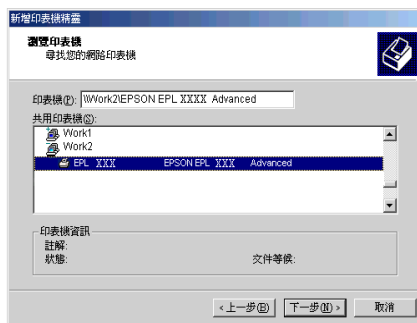 新增印表機精靈
瀏覽印表機
尋找您的網路印表機
印表機(P): \\Work2\EPSON EPL XXXX Advanced
共用印表機(S):
Work1
Work2
EPL XXX EPSON EPL XXX Advanced
印表機資訊
註解:
狀態: 文件等候:
<上一步(B) 下一步(N)> 取消